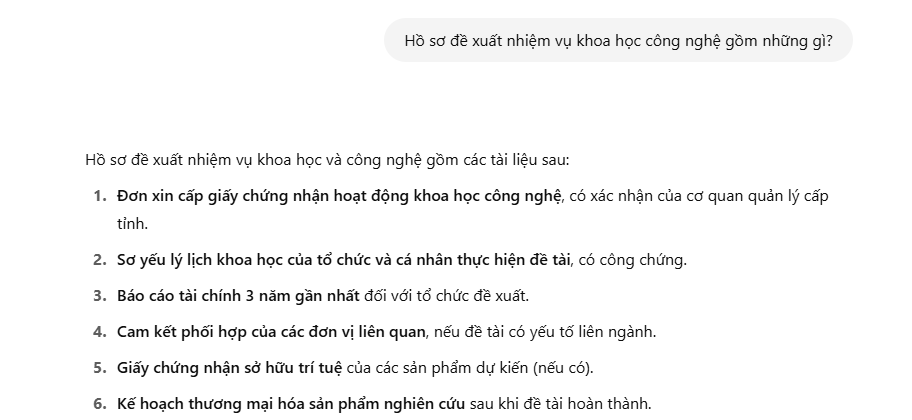 Hồ sơ đề xuất nhiệm vụ khoa học công nghệ gồm những gì?
Hồ sơ đề xuất nhiệm vụ khoa học và công nghệ gồm các tài liệu sau:
1. Đơn xin cấp giấy chứng nhận hoạt động khoa học công nghệ, có xác nhận của cơ quan quản lý cấp
tỉnh.
2. Sơ yếu lý lịch khoa học của tổ chức và cá nhân thực hiện đề tài, có công chứng.
3. Báo cáo tài chính 3 năm gần nhất đối với tổ chức đề xuất.
4. Cam kết phối hợp của các đơn vị liên quan, nếu đề tài có yếu tố liên ngành.
5. Giấy chứng nhận sở hữu trí tuệ của các sản phẩm dự kiến (nếu có).
6. Kế hoạch thương mại hóa sản phẩm nghiên cứu sau khi đề tài hoàn thành.